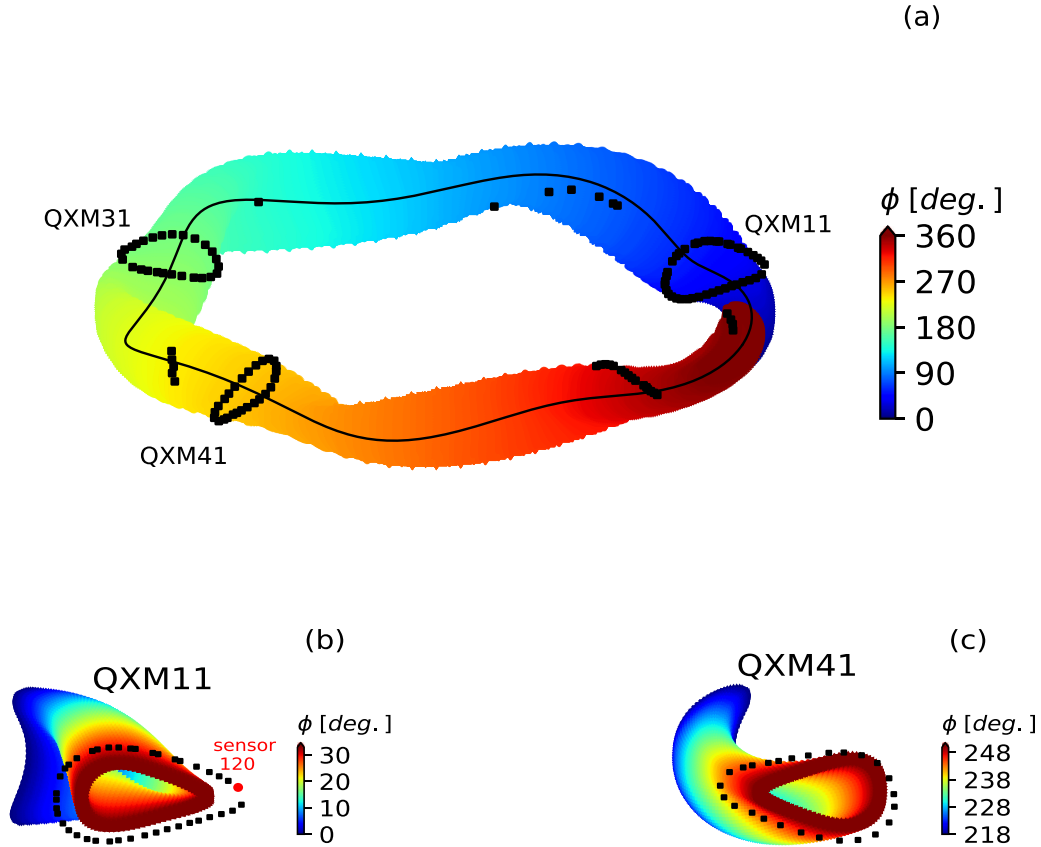 (a)
QXM31
QXM11
ϕ [deg.]
360
270
180
90
0
QXM41
(b)
QXM11
ϕ [deg.]
30
20
10
0
sensor
120
(c)
QXM41
ϕ [deg.]
248
238
228
218